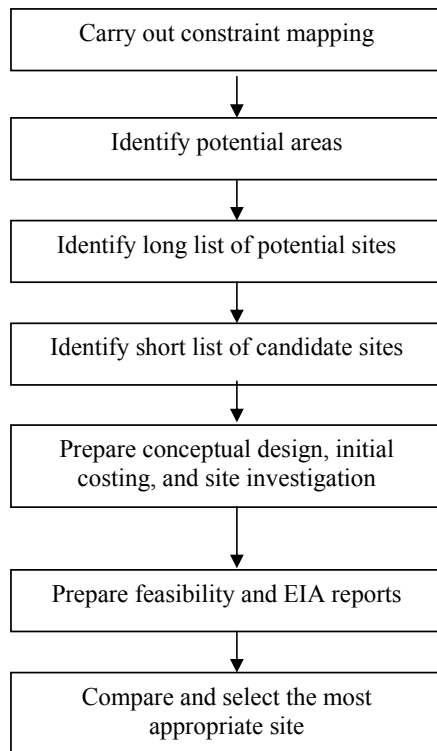 Carry out constraint mapping
Identify potential areas
Identify long list of potential sites
Identify short list of candidate sites
Prepare conceptual design, initial
costing, and site investigation
Prepare feasibility and EIA reports
Compare and select the most
appropriate site